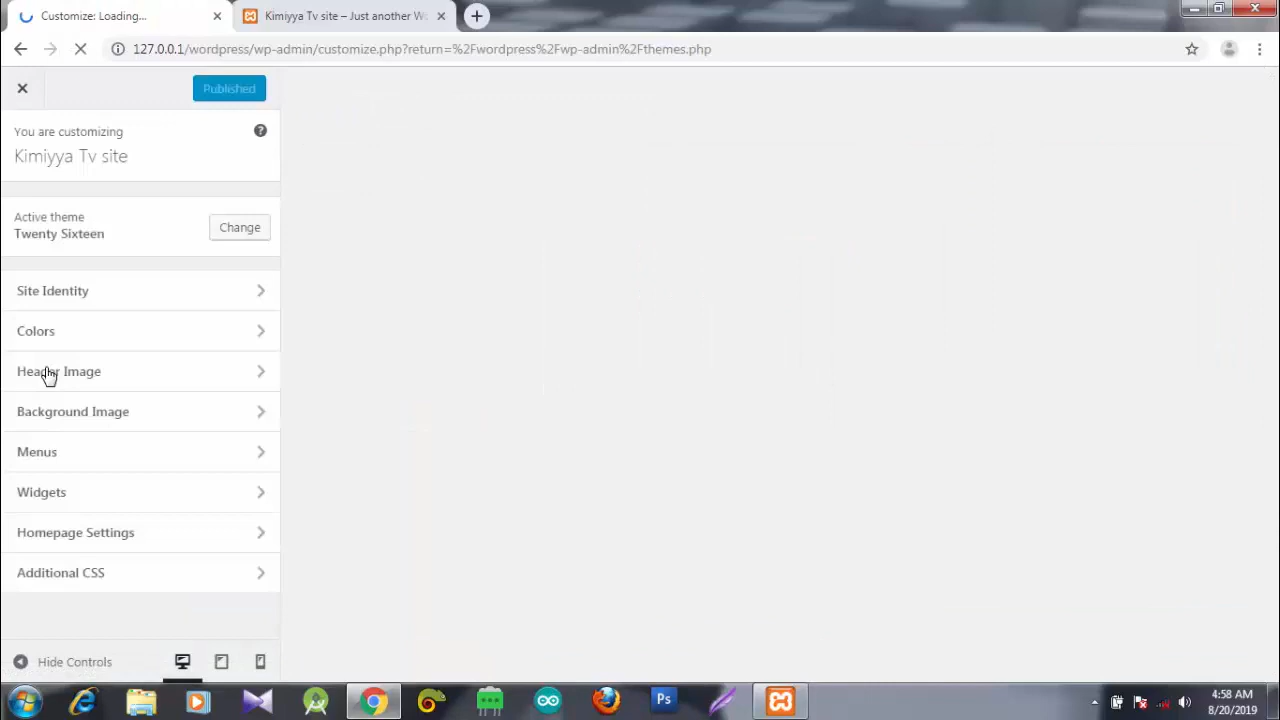 Customize: Loading...
Kimiyya Tv site – Just another Wo
127.0.0.1/wordpress/wp-admin/customize.php?return=%2Fwordpress%2Fwp-admin%2Fthemes.php
Published
You are customizing
Kimiyya Tv site
Active theme
Twenty Sixteen
Change
Site Identity
Colors
Header Image
Background Image
Menus
Widgets
Homepage Settings
Additional CSS
Hide Controls
Ps
4:58 AM
8/20/2019